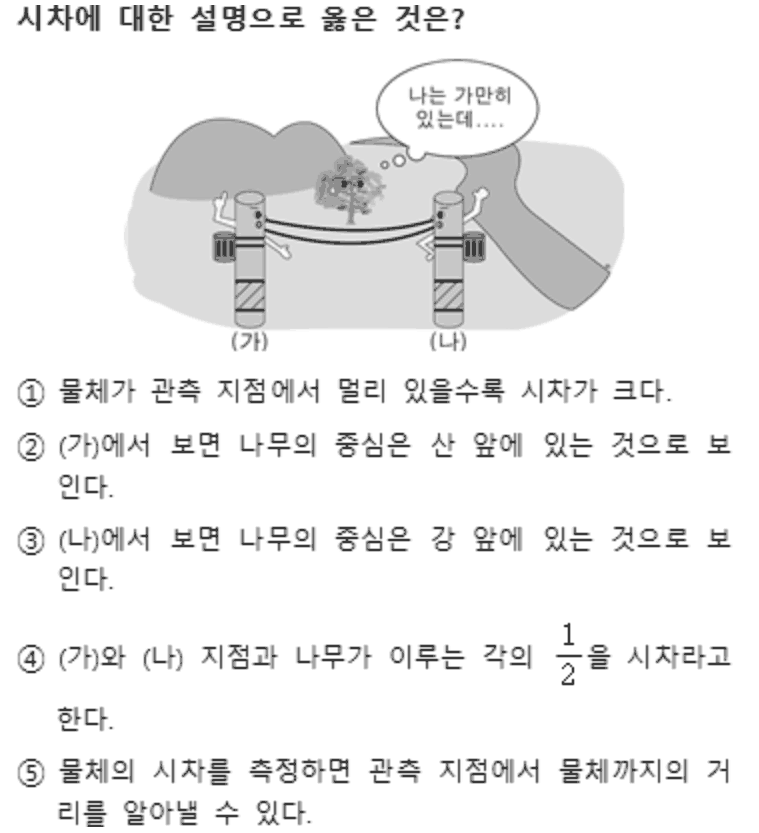 시차에 대한 설명으로 옳은 것은?
나는 가만히
있는데....
(가)
(나)
① 물체가 관측 지점에서 멀리 있을수록 시차가 크다.
② (가)에서 보면 나무의 중심은 산 앞에 있는 것으로 보
인다.
③ (나)에서 보면 나무의 중심은 강 앞에 있는 것으로 보
인다.
④ (가)와 (나) 지점과 나무가 이루는 각의 1/2을 시차라고
한다.
⑤ 물체의 시차를 측정하면 관측 지점에서 물체까지의 거
리를 알아낼 수 있다.